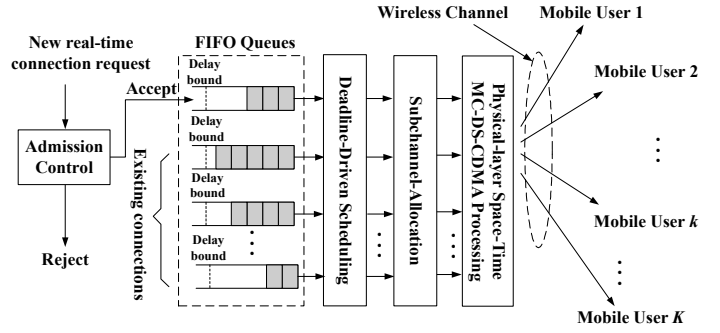 New real-time
connection request
Admission
Control
Accept
Reject
Existing connections
FIFO Queues
Delay
bound
Delay
bound
Delay
bound
Delay
bound
Deadline-Driven Scheduling
Subchannel-Allocation
Physical-layer Space-Time
MC-DS-CDMA Processing
Wireless Channel
Mobile User 1
Mobile User 2
Mobile User k
Mobile User K